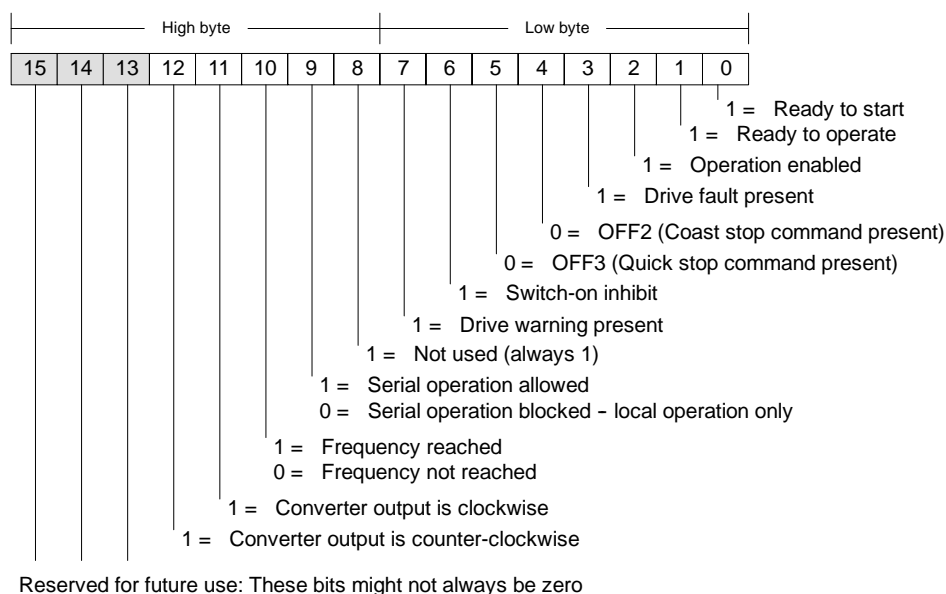 High byte Low byte
15 14 13 12 11 10 9 8 7 6 5 4 3 2 1 0
1 = Ready to start
1 = Ready to operate
1 = Operation enabled
1 = Drive fault present
0 = OFF2 (Coast stop command present)
0 = OFF3 (Quick stop command present)
1 = Switch-on inhibit
1 = Drive warning present
1 = Not used (always 1)
1 = Serial operation allowed
0 = Serial operation blocked – local operation only
1 = Frequency reached
0 = Frequency not reached
1 = Converter output is clockwise
1 = Converter output is counter-clockwise
Reserved for future use: These bits might not always be zero